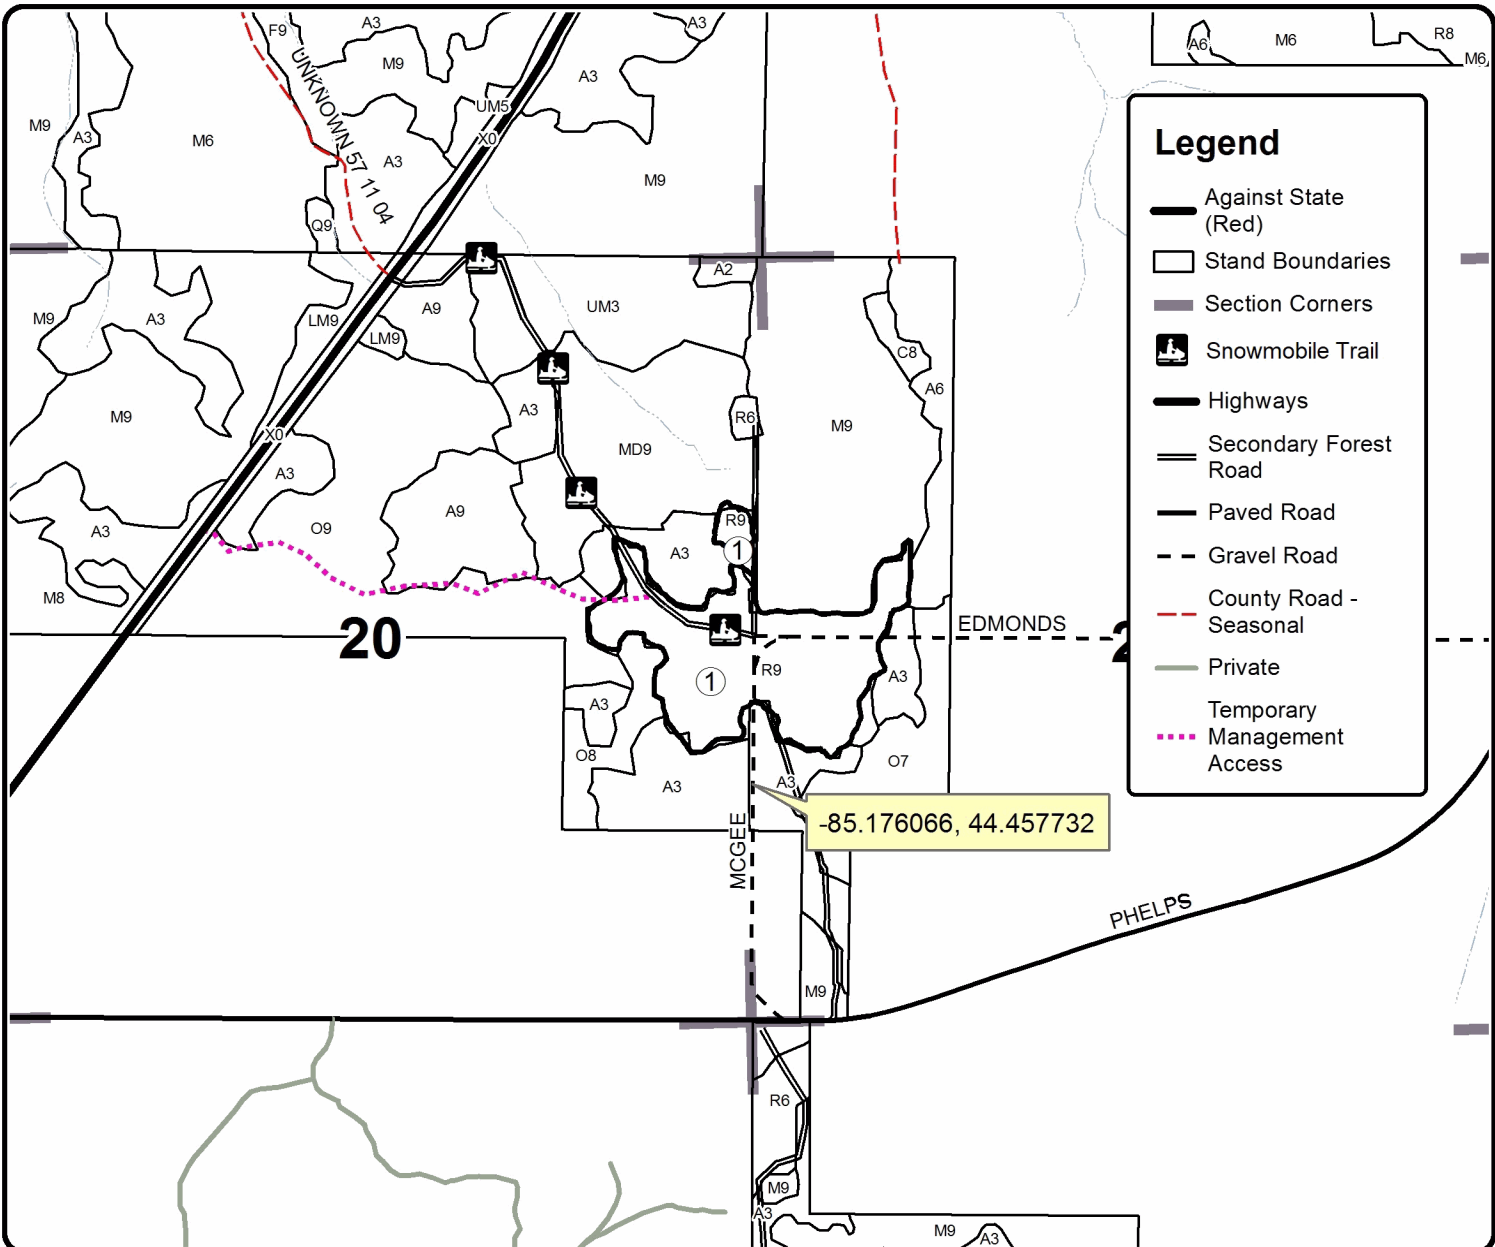 F9
A3
A3
A6
M6
R8
M6
M9
A3
UM5
X0
M9
A3
M6
UNKNOWN 57 11 04
A3
M9
Q9
A2
A9
UM3
M9
A3
LM9
LM9
C8
A6
M9
A3
R6
M9
X0
MD9
A3
A9
O9
R9
A3
A3
1
M8
20
EDMONDS
2
1
R9
A3
A3
O8
O7
A3
A3
-85.176066, 44.457732
MCGEE
PHELPS
M9
R6
M9
A3
M9
A3
Legend
Against State
(Red)
Stand Boundaries
Section Corners
Snowmobile Trail
Highways
Secondary Forest
Road
Paved Road
Gravel Road
County Road -
Seasonal
Private
Temporary
Management
Access